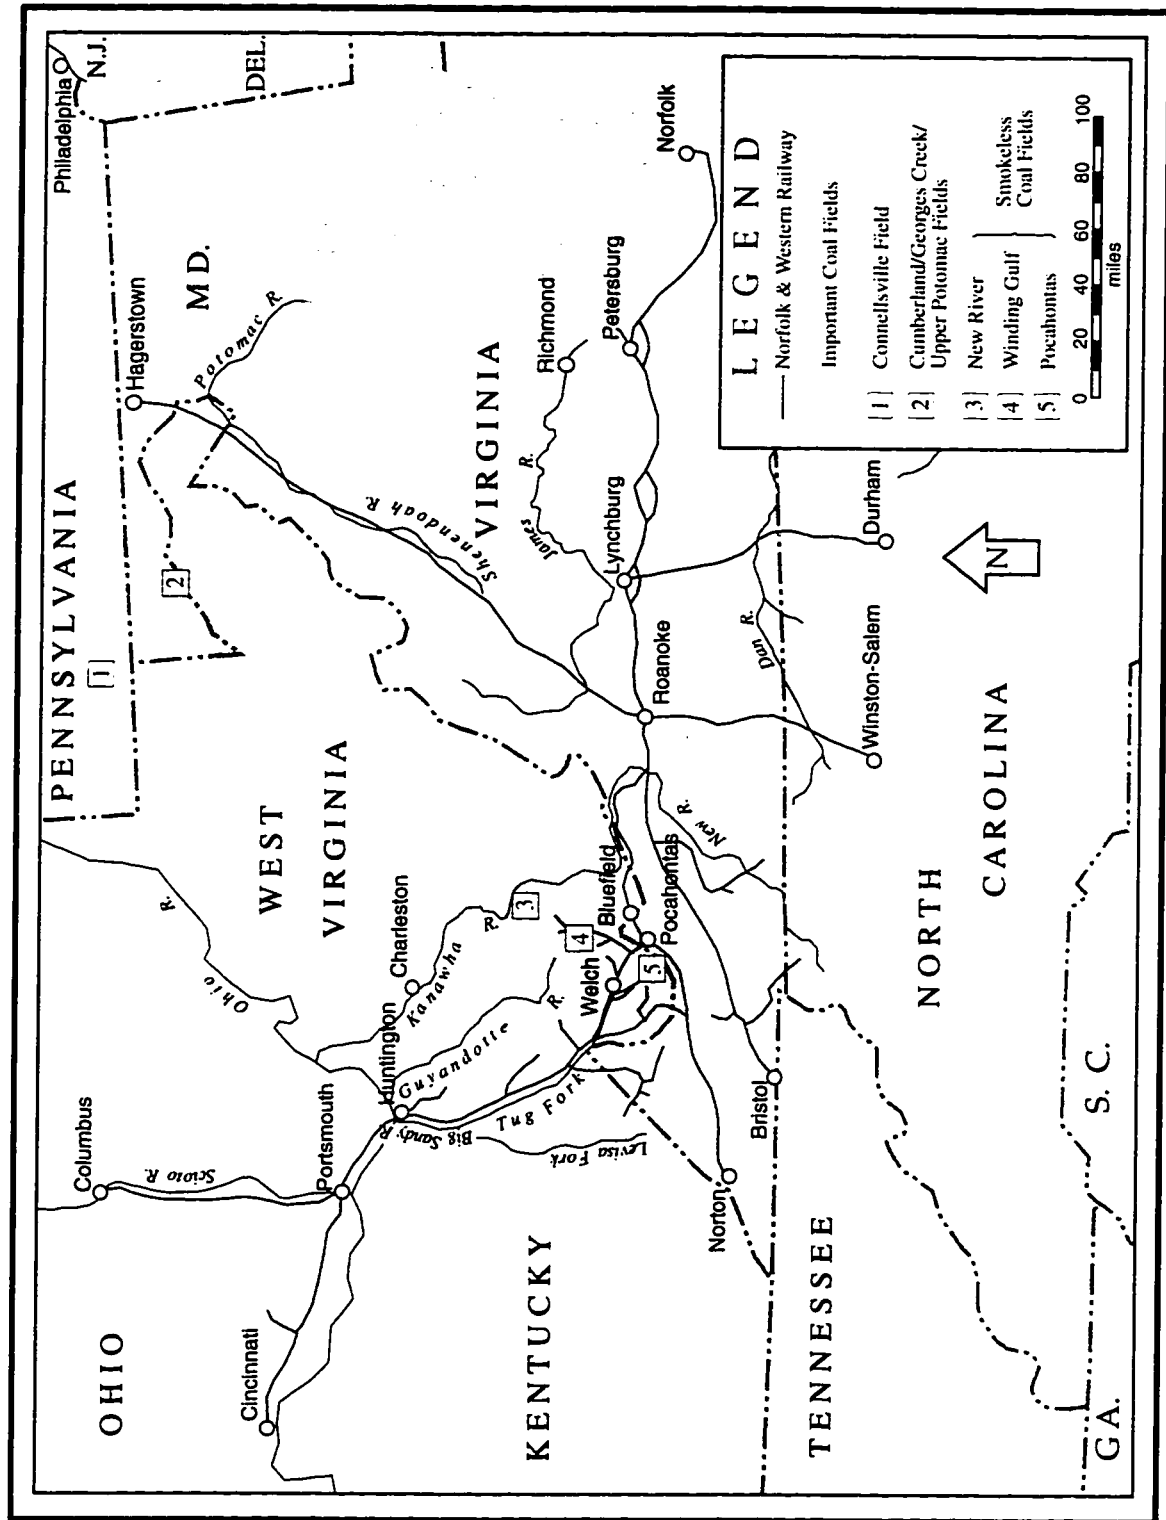 PENNSYLVANIA
Philadelphia
N.J.
DEL.
MD.
Hagerstown
Potomac R.
OHIO
Columbus
Scioto R.
Portsmouth
Cincinnati
Ohio R.
WEST
VIRGINIA
Huntington
Charleston
Kanawha R.
Guyandotte R.
Big Sandy R.
Tug Fork
Levisa Fork
Welch
Bluefield
Pocahontas
New R.
1
2
3
4
5
VIRGINIA
Shenendoah R.
James R.
Richmond
Lynchburg
Petersburg
Norfolk
Roanoke
Dan R.
KENTUCKY
Norton
Bristol
TENNESSEE
NORTH
CAROLINA
Winston-Salem
Durham
N
S. C.
GA.
LEGEND
Norfolk & Western Railway
Important Coal Fields
[1] Connellsville Field
[2] Cumberland/Georges Creek/
Upper Potomac Fields
[3] New River
[4] Winding Gulf
[5] Pocahontas
Smokeless
Coal Fields
0 20 40 60 80 100
miles